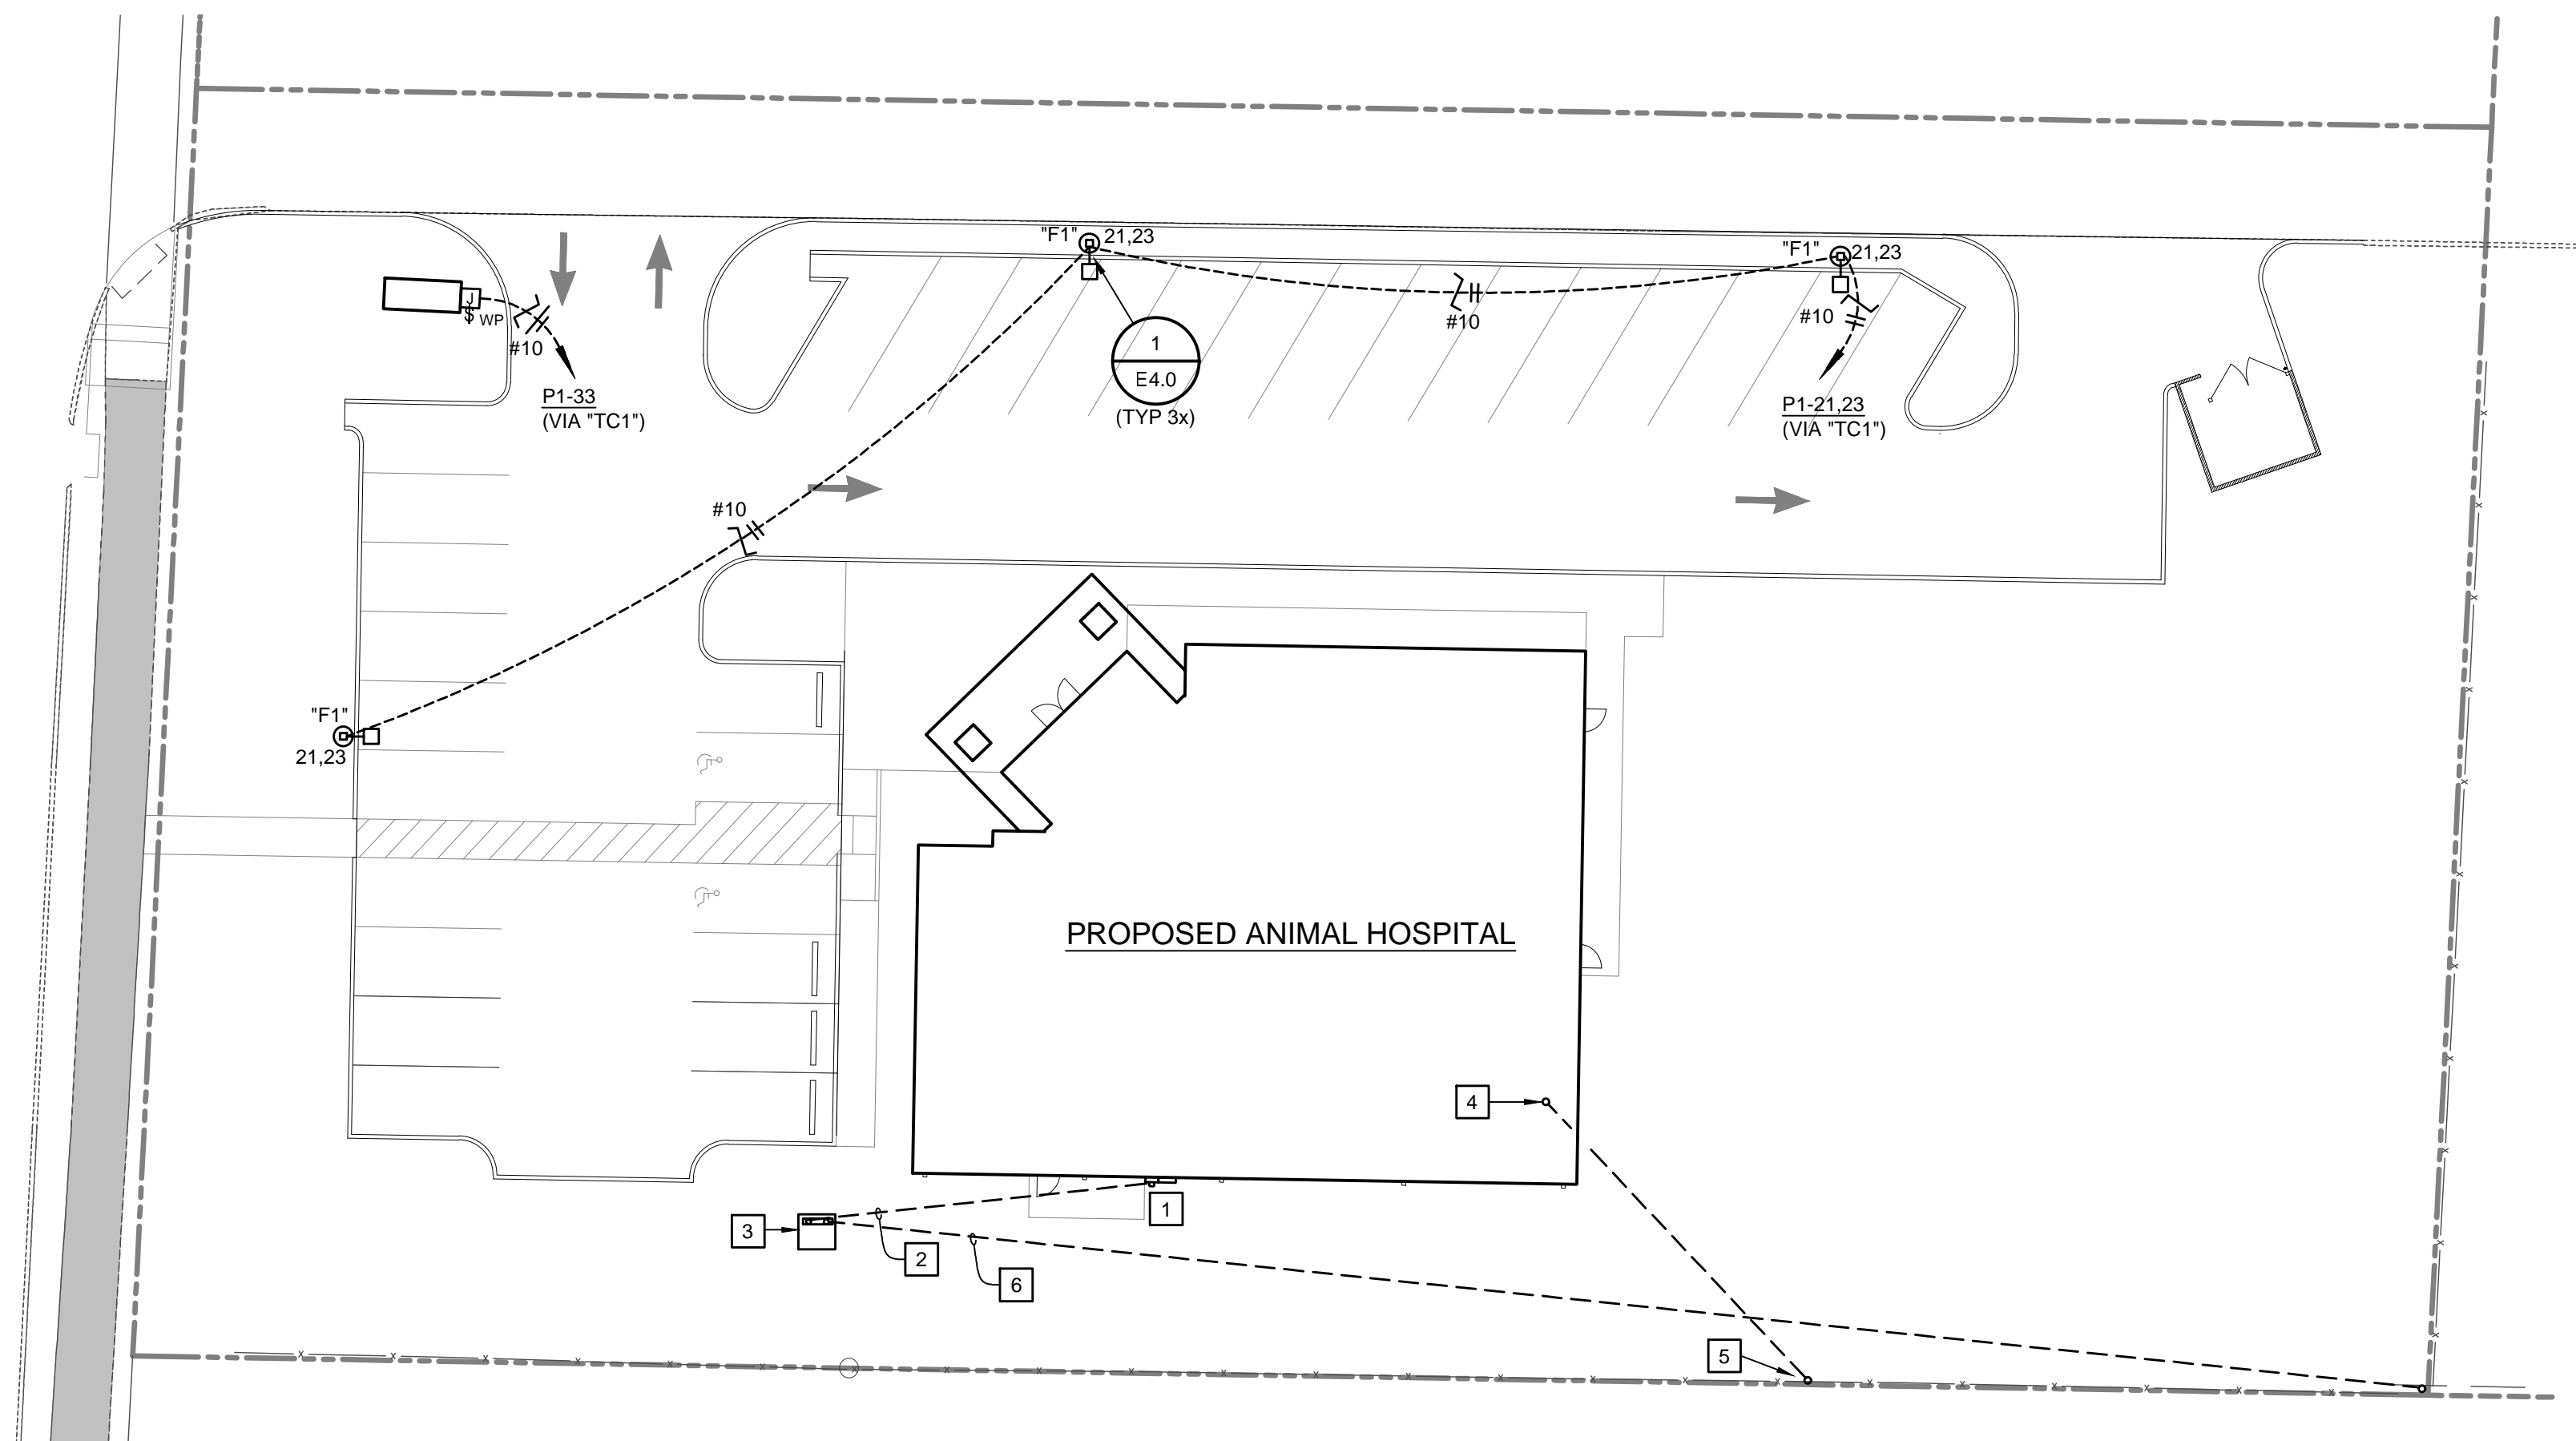 "F1"
21,23
"F1"
21,23
J
$ WP
#10
#10
#10
1
E4.0
(TYP 3x)
P1-33
(VIA "TC1")
P1-21,23
(VIA "TC1")
#10
"F1"
21,23
PROPOSED ANIMAL HOSPITAL
4
1
3
2
6
5